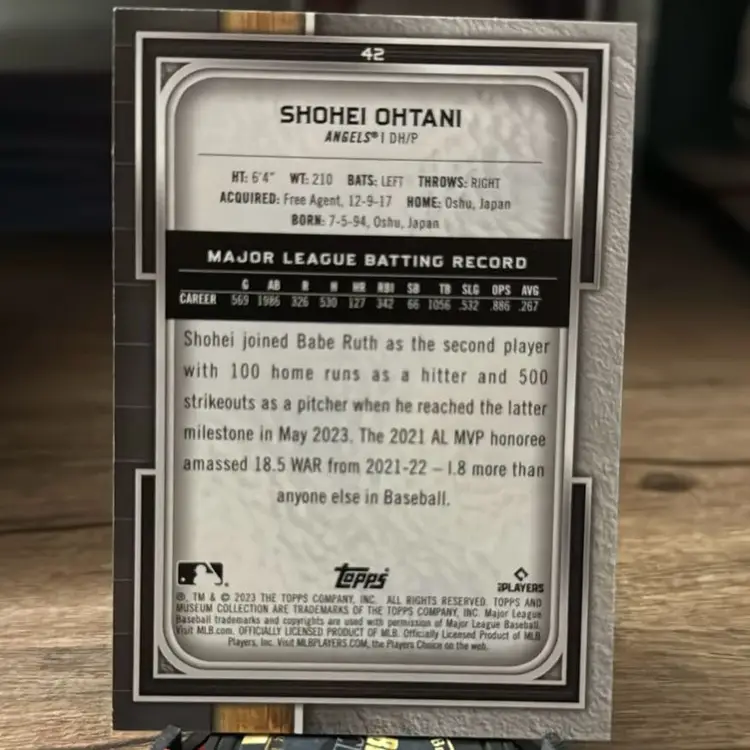 42
SHOHEI OHTANI
ANGELS® | DH/P
HT: 6'4" WT: 210 BATS: LEFT THROWS: RIGHT
ACQUIRED: Free Agent, 12-9-17 HOME: Oshu, Japan
BORN: 7-5-94, Oshu, Japan
MAJOR LEAGUE BATTING RECORD
G AB R H HR RBI SB TB SLG OPS AVG
CAREER 569 1986 326 530 127 342 66 1056 .532 .886 .267
Shohei joined Babe Ruth as the second player
with 100 home runs as a hitter and 500
strikeouts as a pitcher when he reached the latter
milestone in May 2023. The 2021 AL MVP honoree
amassed 18.5 WAR from 2021-22 – 1.8 more than
anyone else in Baseball.
Topps
PLAYERS
®, TM & © 2023 THE TOPPS COMPANY, INC. ALL RIGHTS RESERVED. TOPPS AND
MUSEUM COLLECTION ARE TRADEMARKS OF THE TOPPS COMPANY, INC. Major League
Baseball trademarks and copyrights are used with permission of Major League Baseball.
Visit MLB.com. OFFICIALLY LICENSED PRODUCT OF MLB. Officially Licensed Product of MLB
Players, Inc. Visit MLBPLAYERS.COM, the Players Choice on the web.